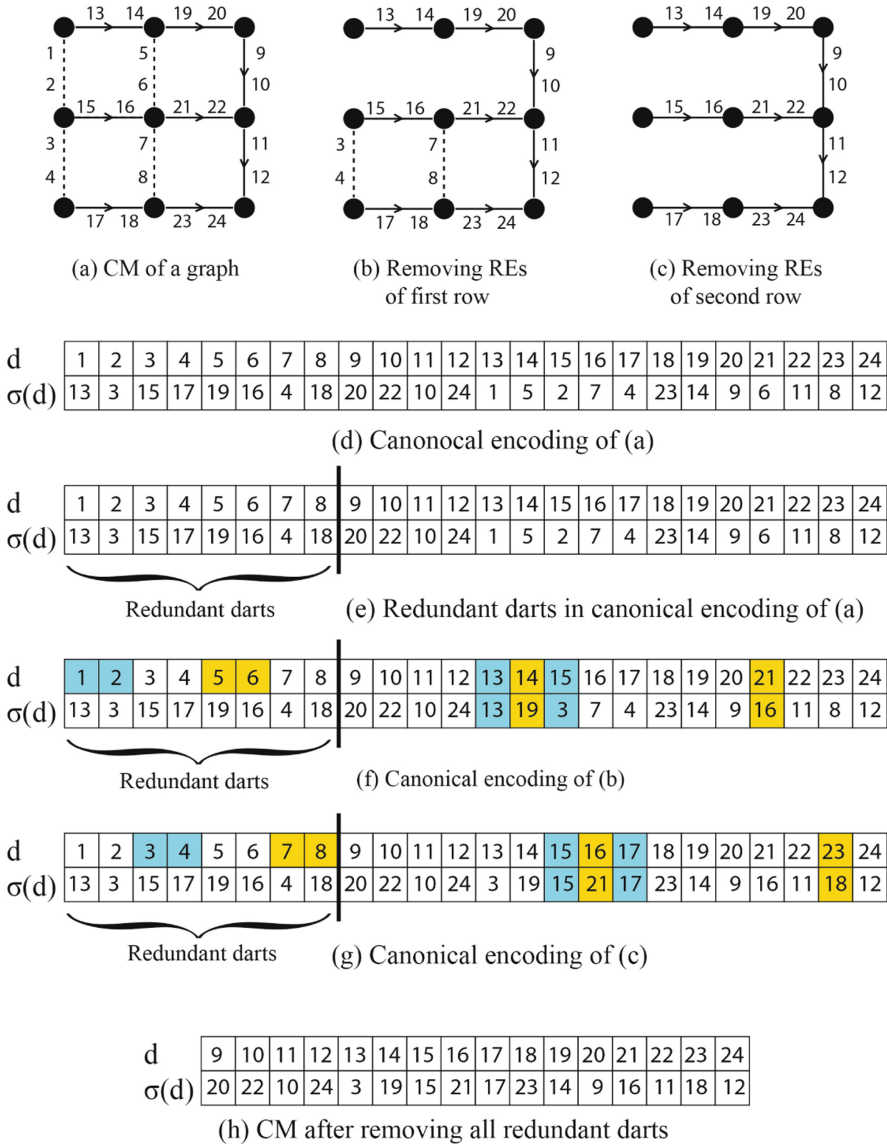 13 14 19 20
1 5 9
2 6 10
15 16 21 22
3 7 11
4 8 12
17 18 23 24
(a) CM of a graph
13 14 19 20
9
10
15 16 21 22
3 7 11
4 8 12
17 18 23 24
(b) Removing REs
of first row
13 14 19 20
9
10
15 16 21 22
11
12
17 18 23 24
(c) Removing REs
of second row
d 1 2 3 4 5 6 7 8 9 10 11 12 13 14 15 16 17 18 19 20 21 22 23 24
σ(d) 13 3 15 17 19 16 4 18 20 22 10 24 1 5 2 7 4 23 14 9 6 11 8 12
(d) Canonocal encoding of (a)
d 1 2 3 4 5 6 7 8 9 10 11 12 13 14 15 16 17 18 19 20 21 22 23 24
σ(d) 13 3 15 17 19 16 4 18 20 22 10 24 1 5 2 7 4 23 14 9 6 11 8 12
Redundant darts
(e) Redundant darts in canonical encoding of (a)
d 1 2 3 4 5 6 7 8 9 10 11 12 13 14 15 16 17 18 19 20 21 22 23 24
σ(d) 13 3 15 17 19 16 4 18 20 22 10 24 13 19 3 7 4 23 14 9 16 11 8 12
Redundant darts
(f) Canonical encoding of (b)
d 1 2 3 4 5 6 7 8 9 10 11 12 13 14 15 16 17 18 19 20 21 22 23 24
σ(d) 13 3 15 17 19 16 4 18 20 22 10 24 3 19 15 21 17 23 14 9 16 11 18 12
Redundant darts
(g) Canonical encoding of (c)
d 9 10 11 12 13 14 15 16 17 18 19 20 21 22 23 24
σ(d) 20 22 10 24 3 19 15 21 17 23 14 9 16 11 18 12
(h) CM after removing all redundant darts